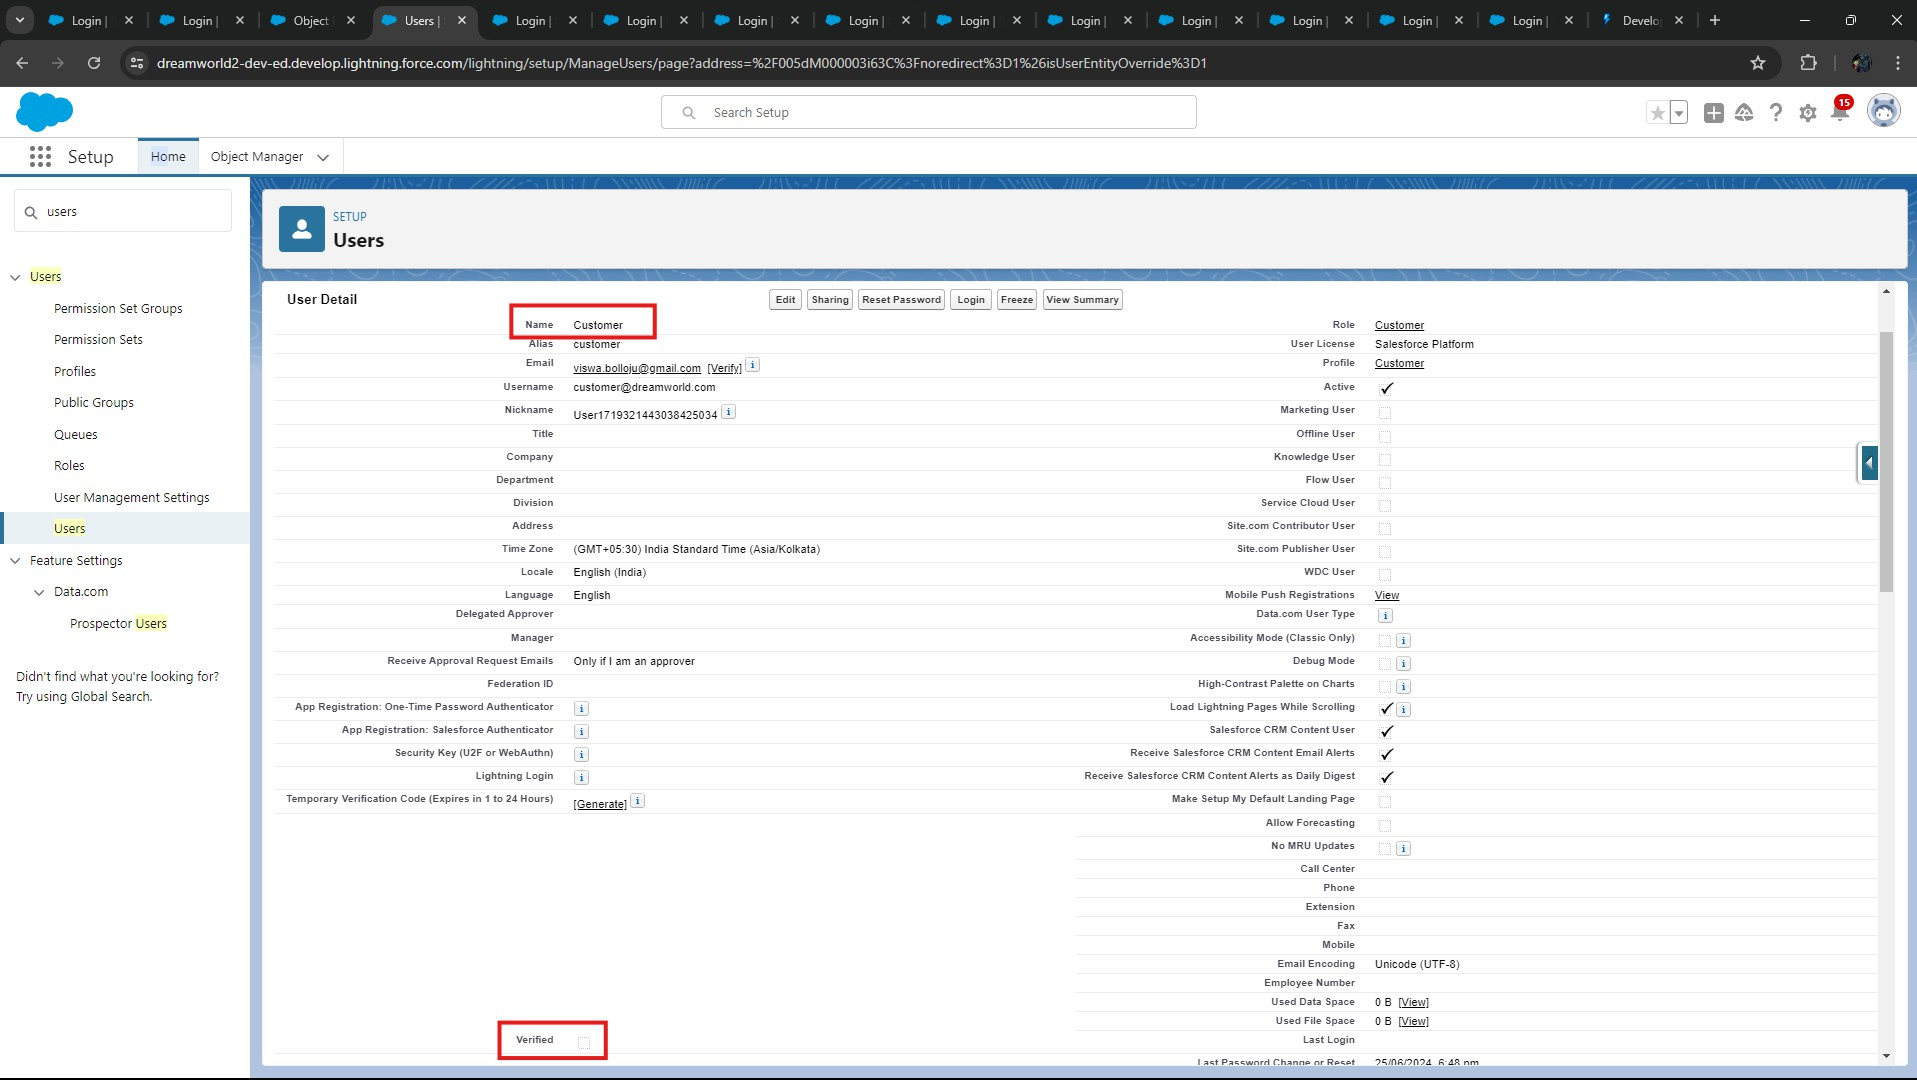 Login |
Login |
Object
Users |
Login |
Login |
Login |
Login |
Login |
Login |
Login |
Login |
Login |
Login |
Develo
dreamworld2-dev-ed.develop.lightning.force.com/lightning/setup/ManageUsers/page?address=%2F005dM000003i63C%3Fnoredirect%3D1%26isUserEntityOverride%3D1
Search Setup
15
Setup
Home
Object Manager
users
Users
Permission Set Groups
Permission Sets
Profiles
Public Groups
Queues
Roles
User Management Settings
Users
Feature Settings
Data.com
Prospector Users
Didn't find what you're looking for?
Try using Global Search.
SETUP
Users
User Detail
Edit Sharing Reset Password Login Freeze View Summary
Name Customer
Alias customer
Email viswa.bolloju@gmail.com [Verify] i
Username customer@dreamworld.com
Nickname User1719321443038425034 i
Title
Company
Department
Division
Address
Time Zone (GMT+05:30) India Standard Time (Asia/Kolkata)
Locale English (India)
Language English
Delegated Approver
Manager
Receive Approval Request Emails Only if I am an approver
Federation ID
App Registration: One-Time Password Authenticator i
App Registration: Salesforce Authenticator i
Security Key (U2F or WebAuthn) i
Lightning Login i
Temporary Verification Code (Expires in 1 to 24 Hours) [Generate] i
Verified
Role Customer
User License Salesforce Platform
Profile Customer
Active
Marketing User
Offline User
Knowledge User
Flow User
Service Cloud User
Site.com Contributor User
Site.com Publisher User
WDC User
Mobile Push Registrations View
Data.com User Type i
Accessibility Mode (Classic Only) i
Debug Mode i
High-Contrast Palette on Charts i
Load Lightning Pages While Scrolling i
Salesforce CRM Content User
Receive Salesforce CRM Content Email Alerts
Receive Salesforce CRM Content Alerts as Daily Digest
Make Setup My Default Landing Page
Allow Forecasting
No MRU Updates i
Call Center
Phone
Extension
Fax
Mobile
Email Encoding Unicode (UTF-8)
Employee Number
Used Data Space 0 B [View]
Used File Space 0 B [View]
Last Login
Last Password Change or Reset 25/06/2024, 6:48 pm